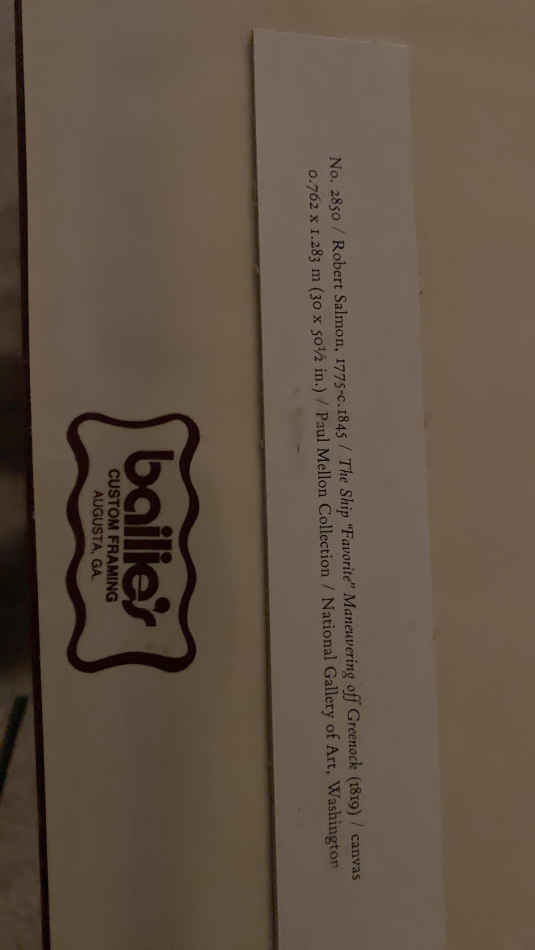 No. 2850 / Robert Salmon, 1775-c.1845 / The Ship "Favorite" Maneuvering off Greenock (1819) / canvas
0.762 x 1.283 m (30 x 50½ in.) / Paul Mellon Collection / National Gallery of Art, Washington
baillie's
CUSTOM FRAMING
AUGUSTA, GA.